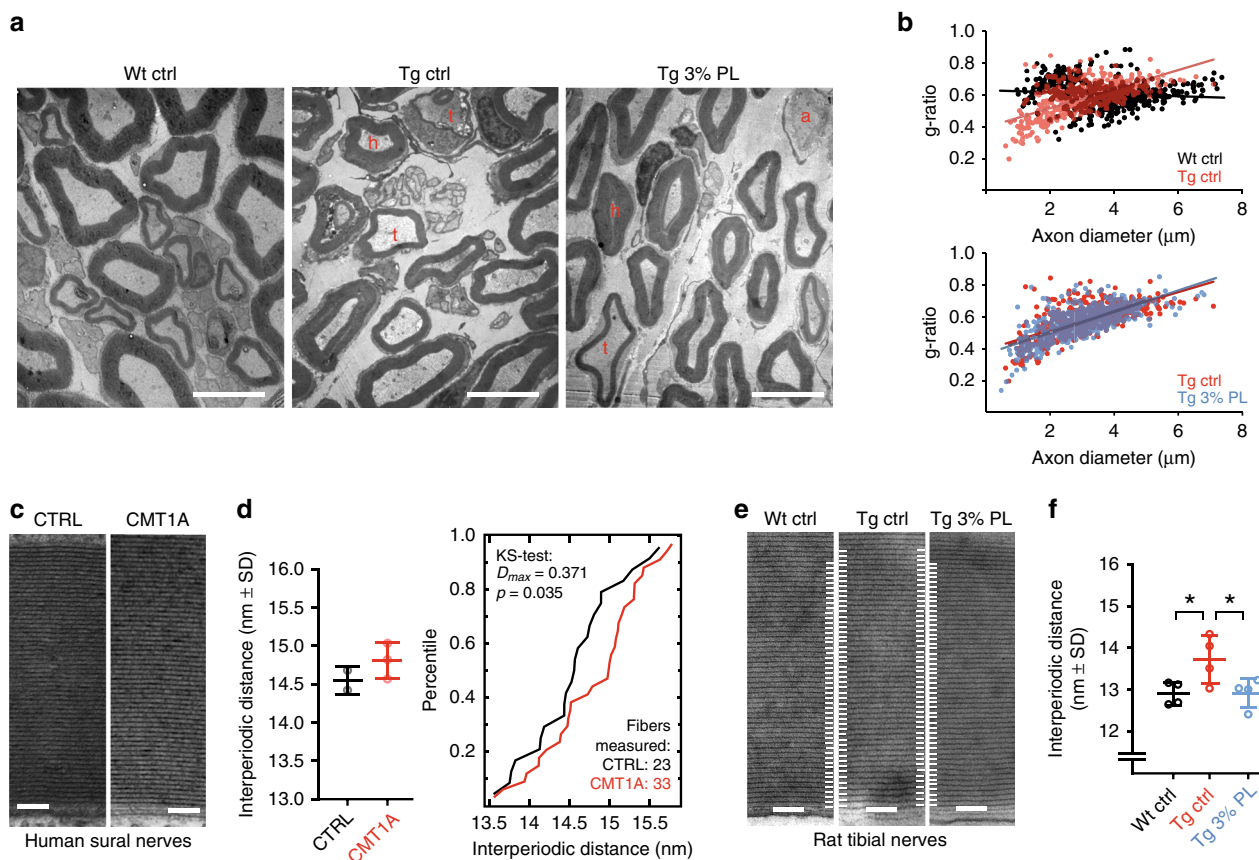 a
Wt ctrl
Tg ctrl
Tg 3% PL
t
h
t
h
t
a
b
1.0
0.8
0.6
0.4
0.2
g-ratio
2 4 6 8
Axon diameter (μm)
Wt ctrl
Tg ctrl
1.0
0.8
0.6
0.4
0.2
g-ratio
2 4 6 8
Axon diameter (μm)
Tg ctrl
Tg 3% PL
c
CTRL
CMT1A
Human sural nerves
d
16.0
15.5
15.0
14.5
14.0
13.5
13.0
Interperiodic distance (nm ± SD)
CTRL
CMT1A
1.0
0.8
0.6
0.4
0.2
Percentile
KS-test:
Dmax = 0.371
p = 0.035
Fibers
measured:
CTRL: 23
CMT1A: 33
13.5 14 14.5 15 15.5
Interperiodic distance (nm)
e
Wt ctrl
Tg ctrl
Tg 3% PL
Rat tibial nerves
f
16
14
13
12
Interperiodic distance
(nm ± SD)
* *
Wt ctrl
Tg ctrl
Tg 3% PL